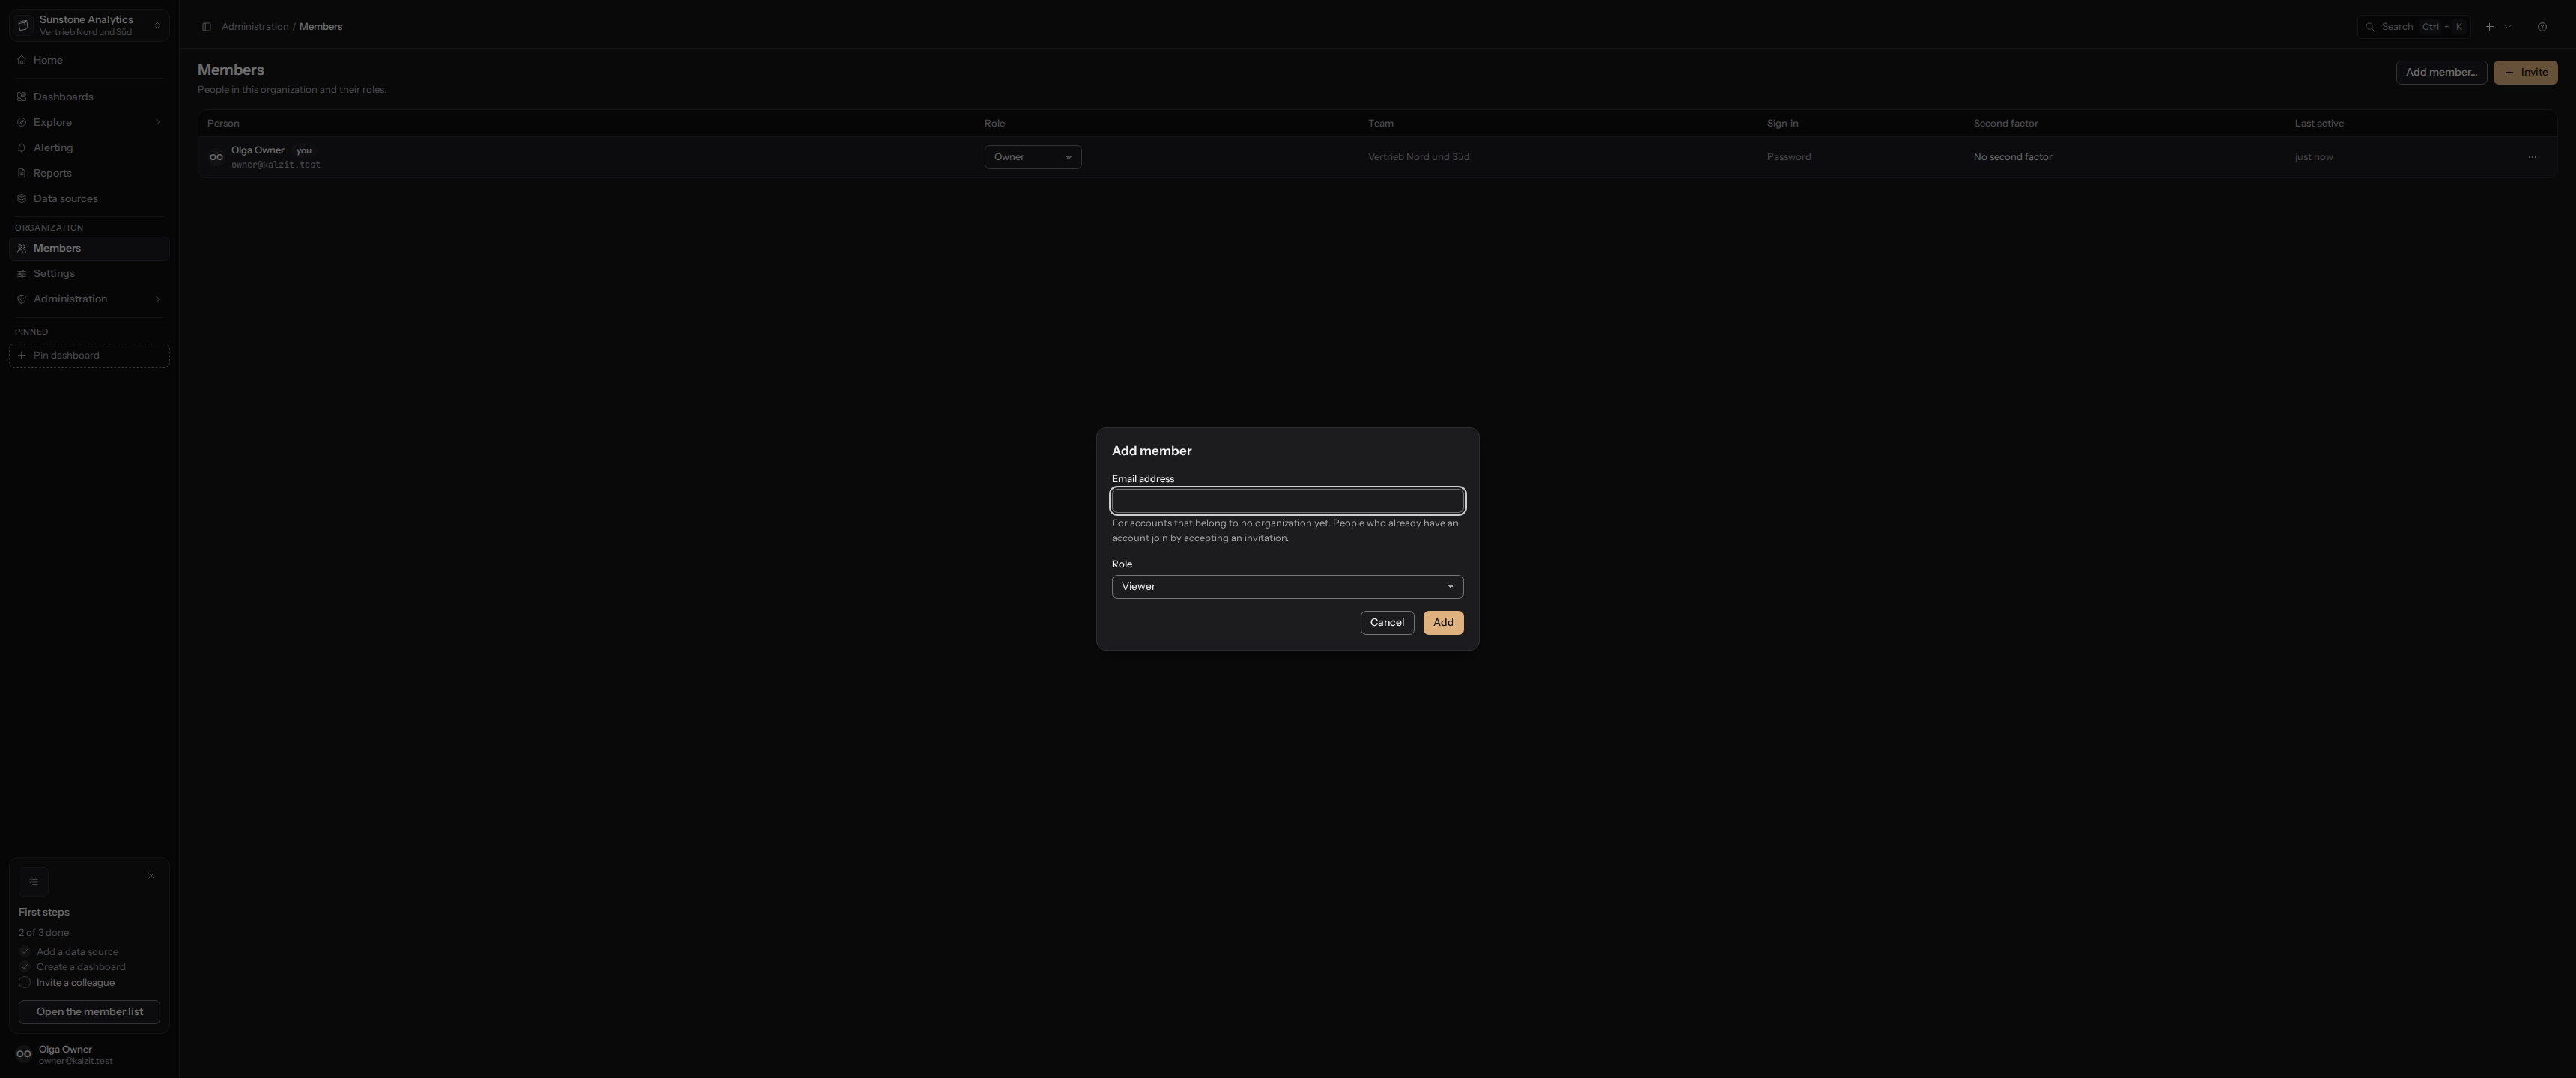 Sunstone Analytics
Vertrieb Nord und Süd
Home
Dashboards
Explore
Alerting
Reports
Data sources
ORGANIZATION
Members
Settings
Administration
PINNED
Pin dashboard
First steps
2 of 3 done
Add a data source
Create a dashboard
Invite a colleague
Open the member list
OO
Olga Owner
owner@kalzit.test
Administration / Members
Search Ctrl + K
Members
People in this organization and their roles.
Add member...
Invite
Person Role Team Sign-in Second factor Last active
OO Olga Owner you
owner@kalzit.test
Owner Vertrieb Nord und Süd Password No second factor just now
Add member
Email address
For accounts that belong to no organization yet. People who already have an
account join by accepting an invitation.
Role
Viewer
Cancel Add